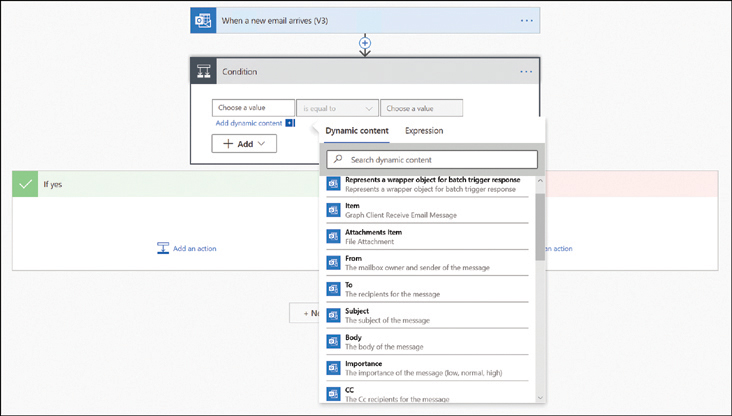 When a new email arrives (V3)
Condition
Choose a value
is equal to
Choose a value
Add dynamic content
Add
Dynamic content
Expression
Search dynamic content
Represents a wrapper object for batch trigger response
Represents a wrapper object for batch trigger response
Item
Graph Client Receive Email Message
Attachments Item
File Attachment
From
The mailbox owner and sender of the message
To
The recipients for the message
Subject
The subject of the message
Body
The body of the message
Importance
The importance of the message (low, normal, high)
CC
The Cc recipients for the message
If yes
Add an action
n action
+ N